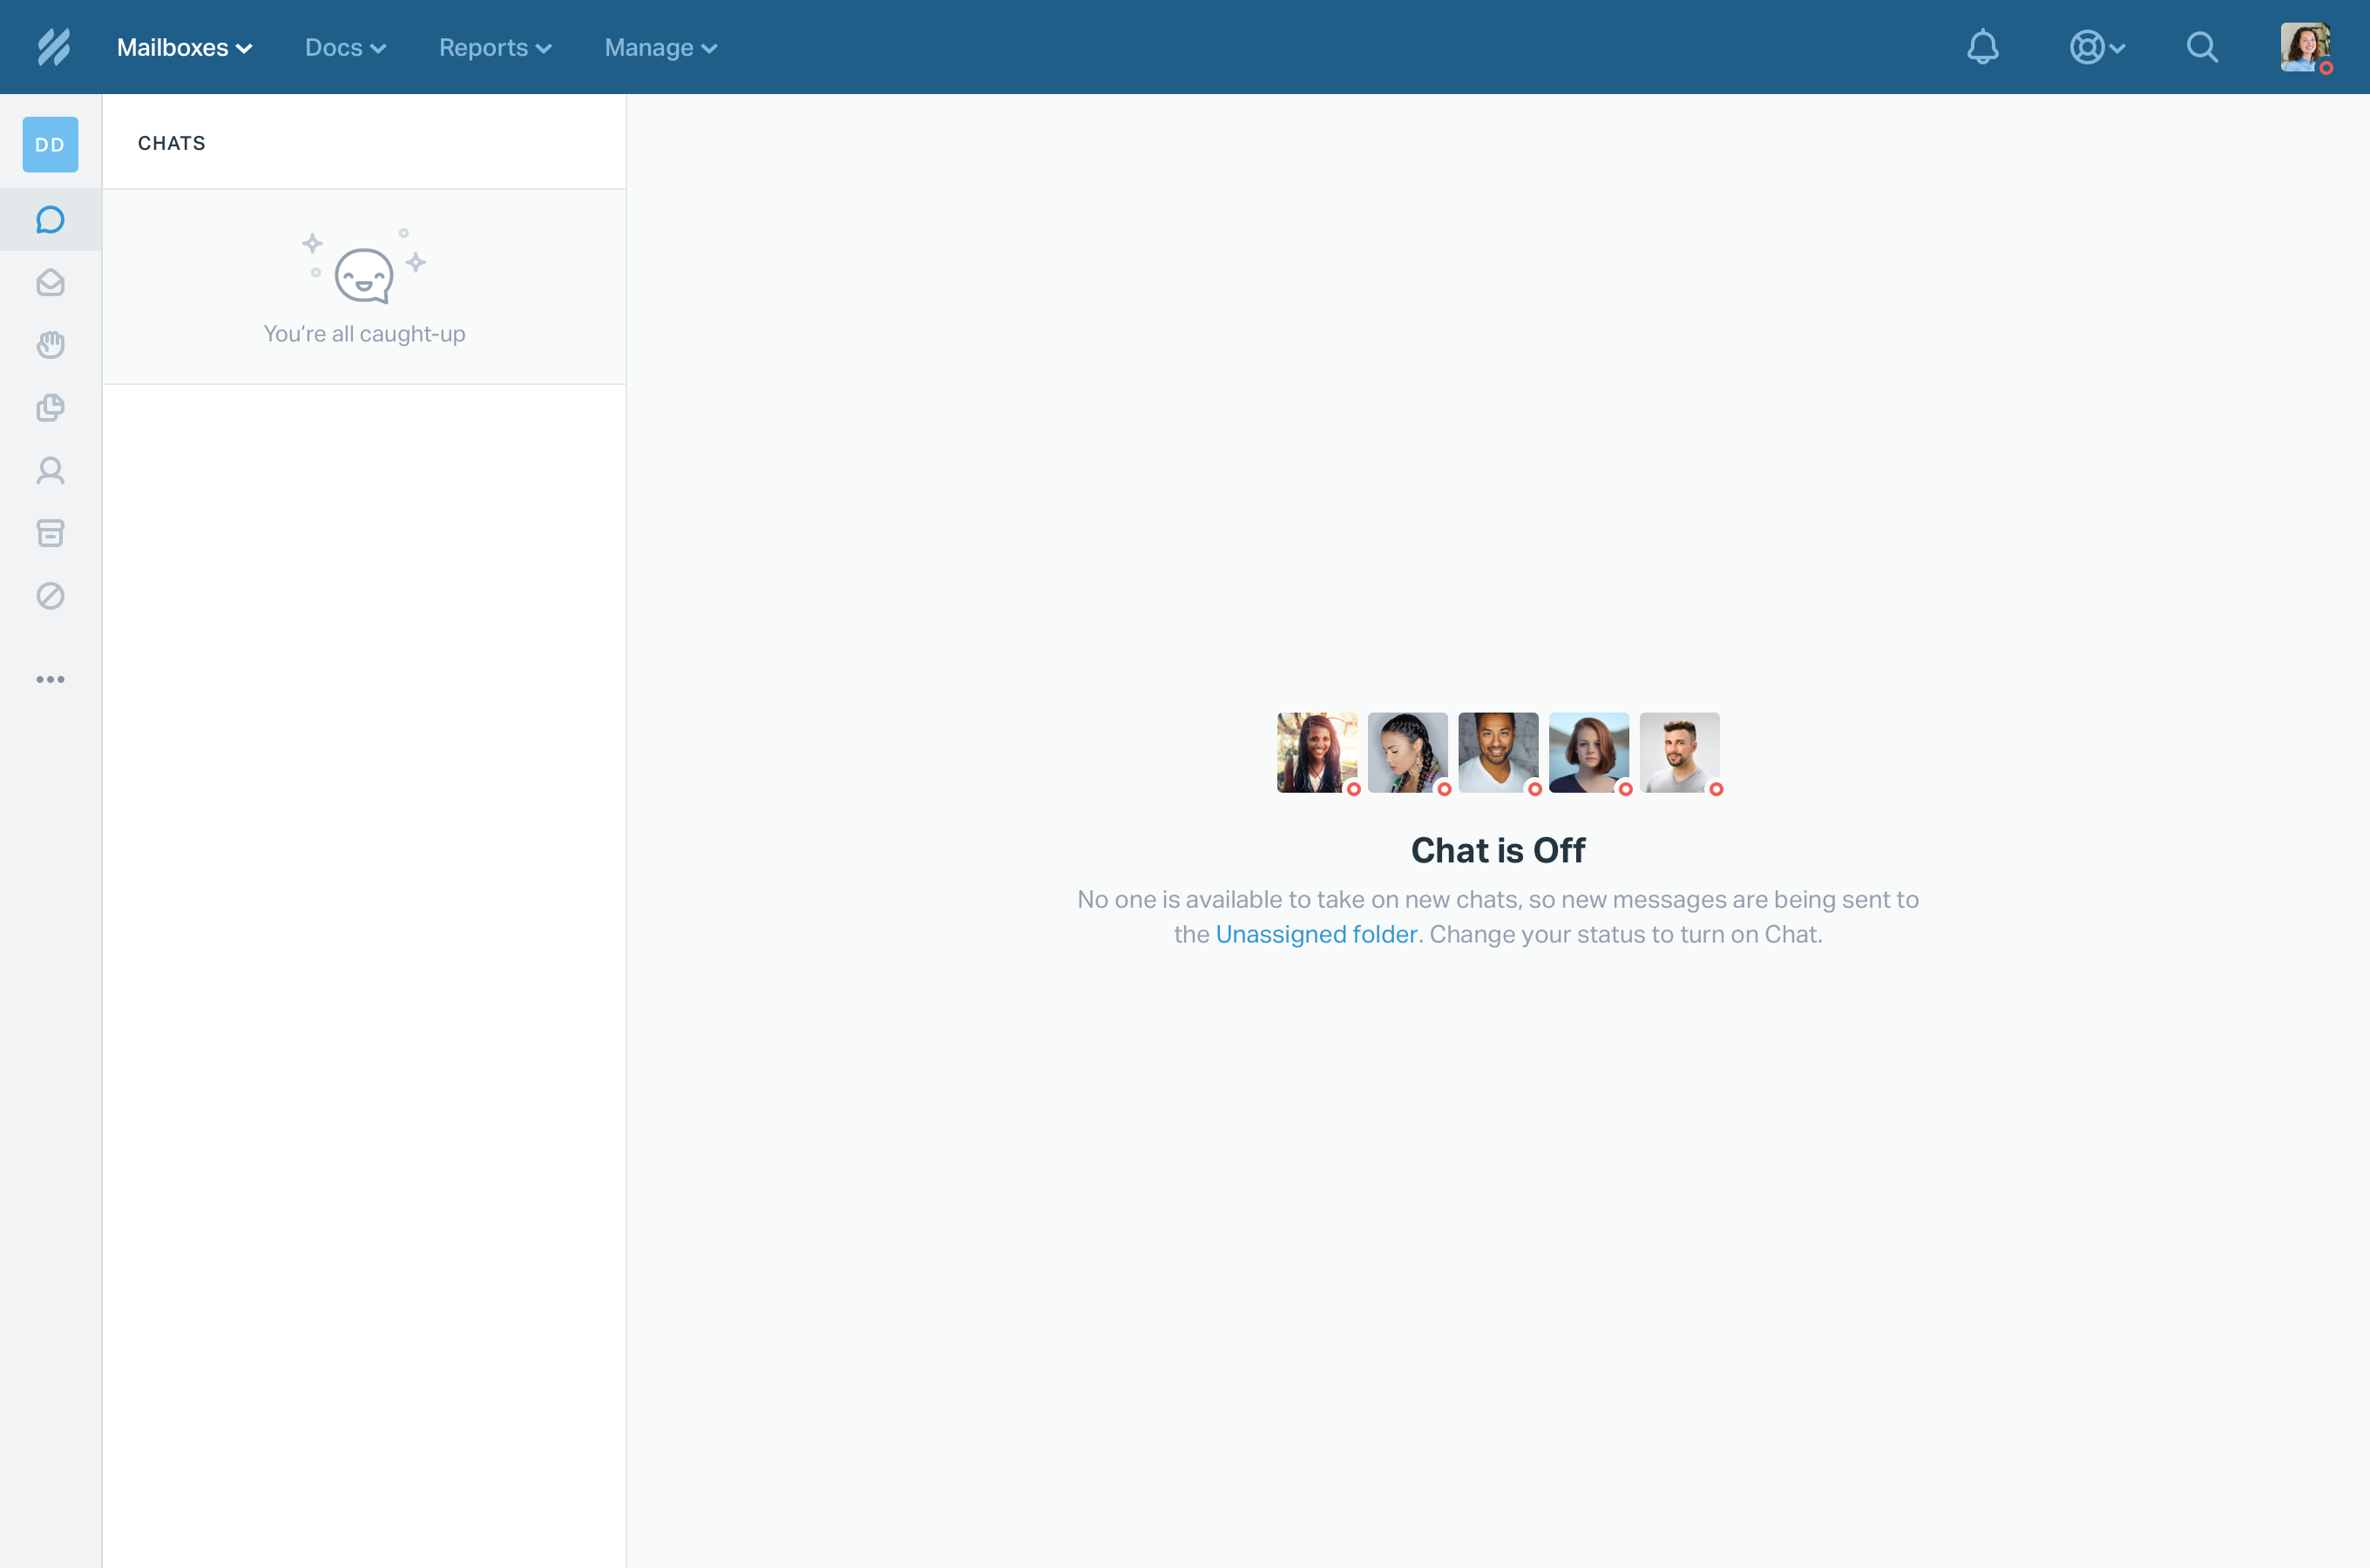 Mailboxes
Docs
Reports
Manage
DD
CHATS
You’re all caught-up
Chat is Off
No one is available to take on new chats, so new messages are being sent to
the Unassigned folder. Change your status to turn on Chat.